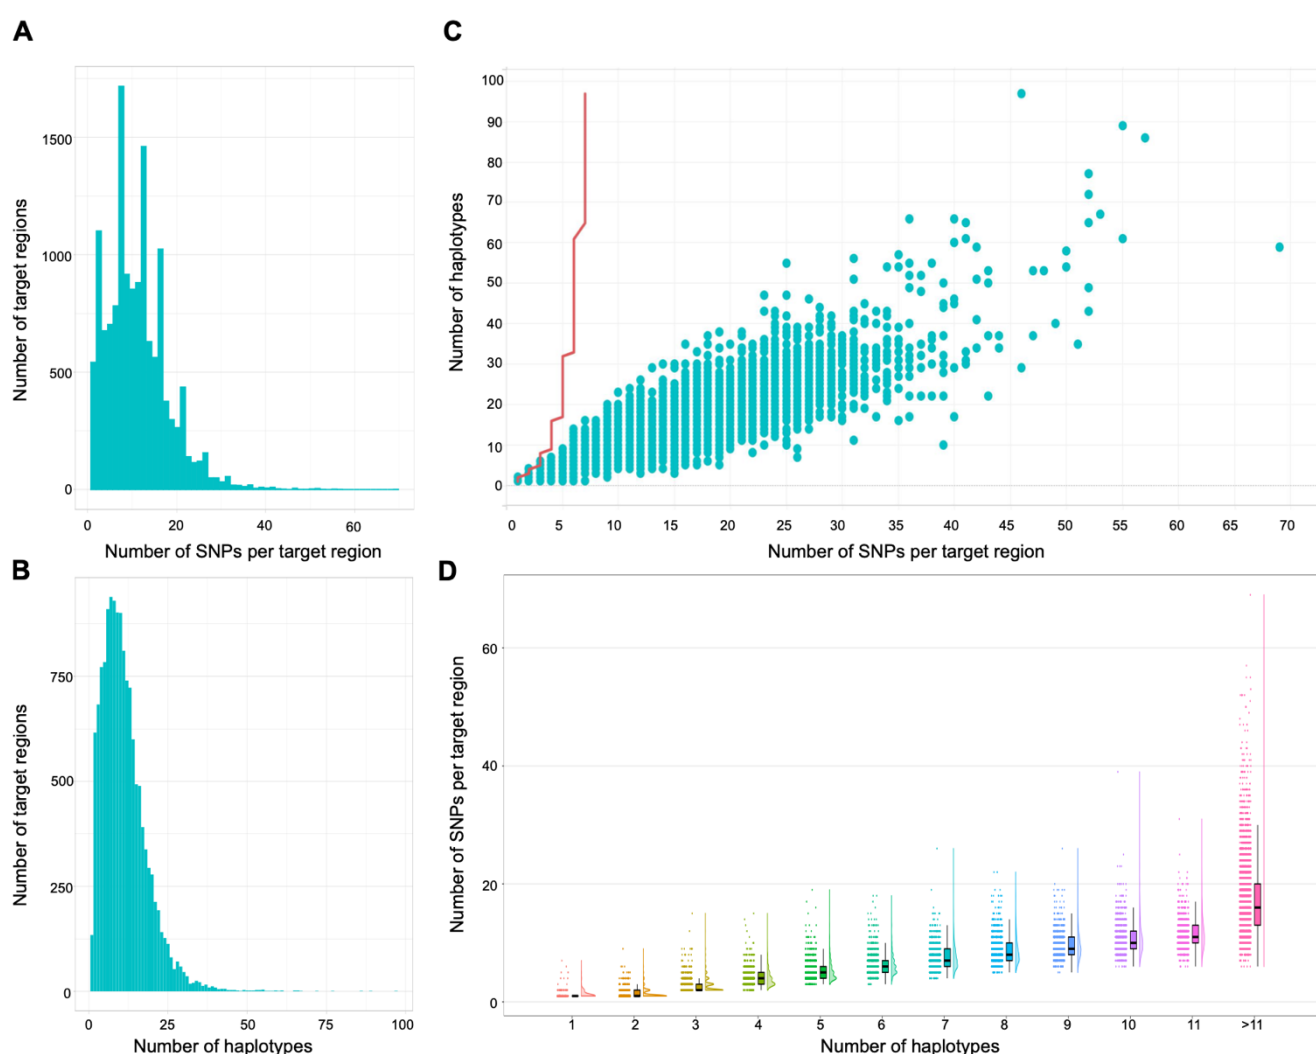 A
Number of target regions
1500
1000
500
0
0 20 40 60
Number of SNPs per target region
B
Number of target regions
750
500
250
0
0 25 50 75 100
Number of haplotypes
C
Number of haplotypes
100
90
80
70
60
50
40
30
20
10
0
0 5 10 15 20 25 30 35 40 45 50 55 60 65 70
Number of SNPs per target region
D
Number of SNPs per target region
60
40
20
0
1 2 3 4 5 6 7 8 9 10 11 >11
Number of haplotypes